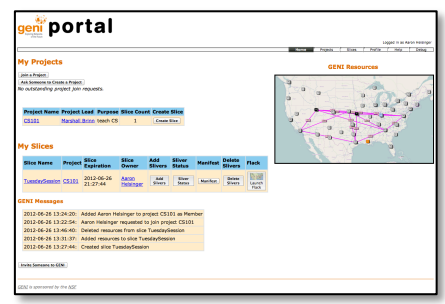 geni portal
Logged in as Aaron Helsinger
Home Projects Slices Profile Help Debug
My Projects
GENI Resources
Join a Project
Ask Someone to Create a Project
No outstanding project join requests.
Project Name Project Lead Purpose Slice Count Create Slice
CS101 Marshall Brinn teach CS 1 Create Slice
My Slices
Slice Name Project Slice Expiration Slice Owner Add Slivers Sliver Status Manifest Delete Slivers Flack
TuesdaySession CS101 2012-06-26 21:27:44 Aaron Helsinger Add Slivers Sliver Status Manifest Delete Slivers Launch Flack
GENI Messages
2012-06-26 13:24:20: Added Aaron Helsinger to project CS101 as Member
2012-06-26 13:22:54: Aaron Helsinger requested to join project CS101
2012-06-26 13:46:40: Deleted resources from slice TuesdaySession
2012-06-26 13:31:37: Added resources to slice TuesdaySession
2012-06-26 13:27:44: Created slice TuesdaySession
Invite Someone to GENI
GENI is sponsored by the NSF